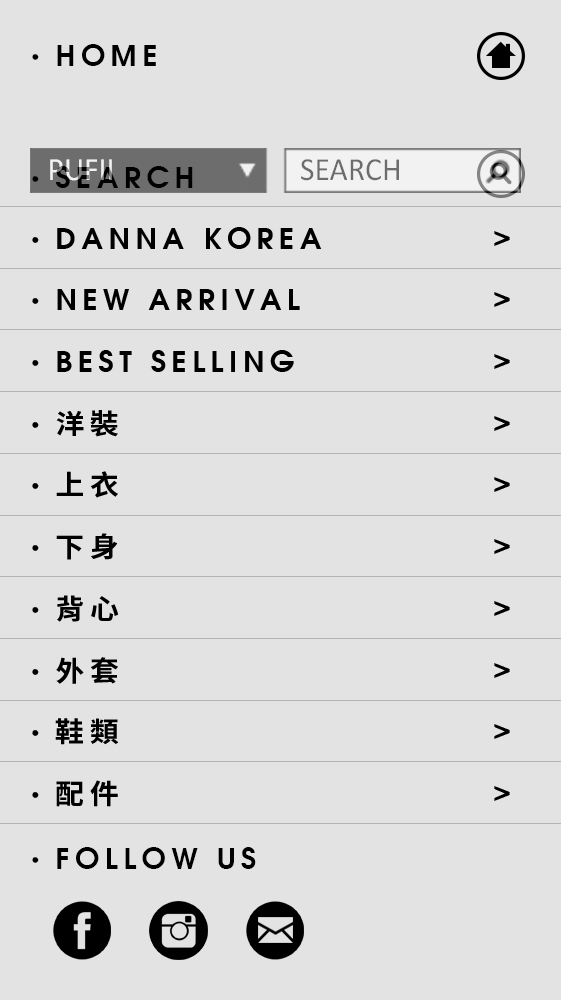 • HOME
PUFII ▼ SEARCH
• SEARCH
• DANNA KOREA >
• NEW ARRIVAL >
• BEST SELLING >
• 洋裝 >
• 上衣 >
• 下身 >
• 背心 >
• 外套 >
• 鞋類 >
• 配件 >
• FOLLOW US